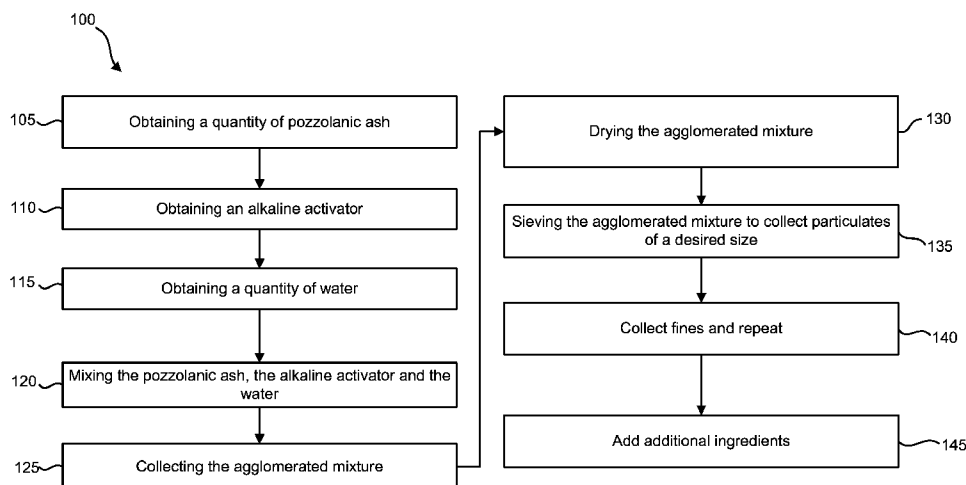 100
105
Obtaining a quantity of pozzolanic ash
110
Obtaining an alkaline activator
115
Obtaining a quantity of water
120
Mixing the pozzolanic ash, the alkaline activator and the
water
125
Collecting the agglomerated mixture
Drying the agglomerated mixture
130
Sieving the agglomerated mixture to collect particulates
of a desired size
135
Collect fines and repeat
140
Add additional ingredients
145